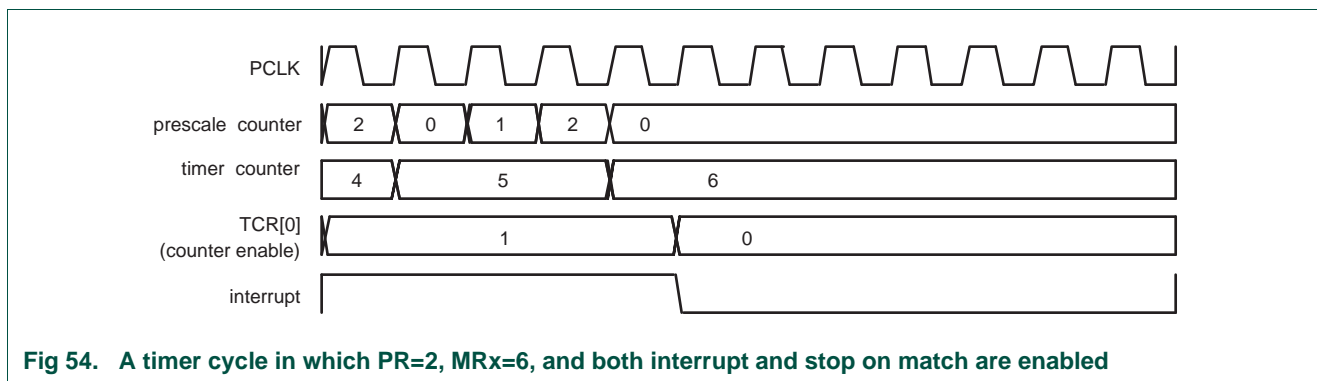 PCLK
prescale counter 2 0 1 2 0
timer counter 4 5 6
TCR[0]
(counter enable) 1 0
interrupt
Fig 54. A timer cycle in which PR=2, MRx=6, and both interrupt and stop on match are enabled